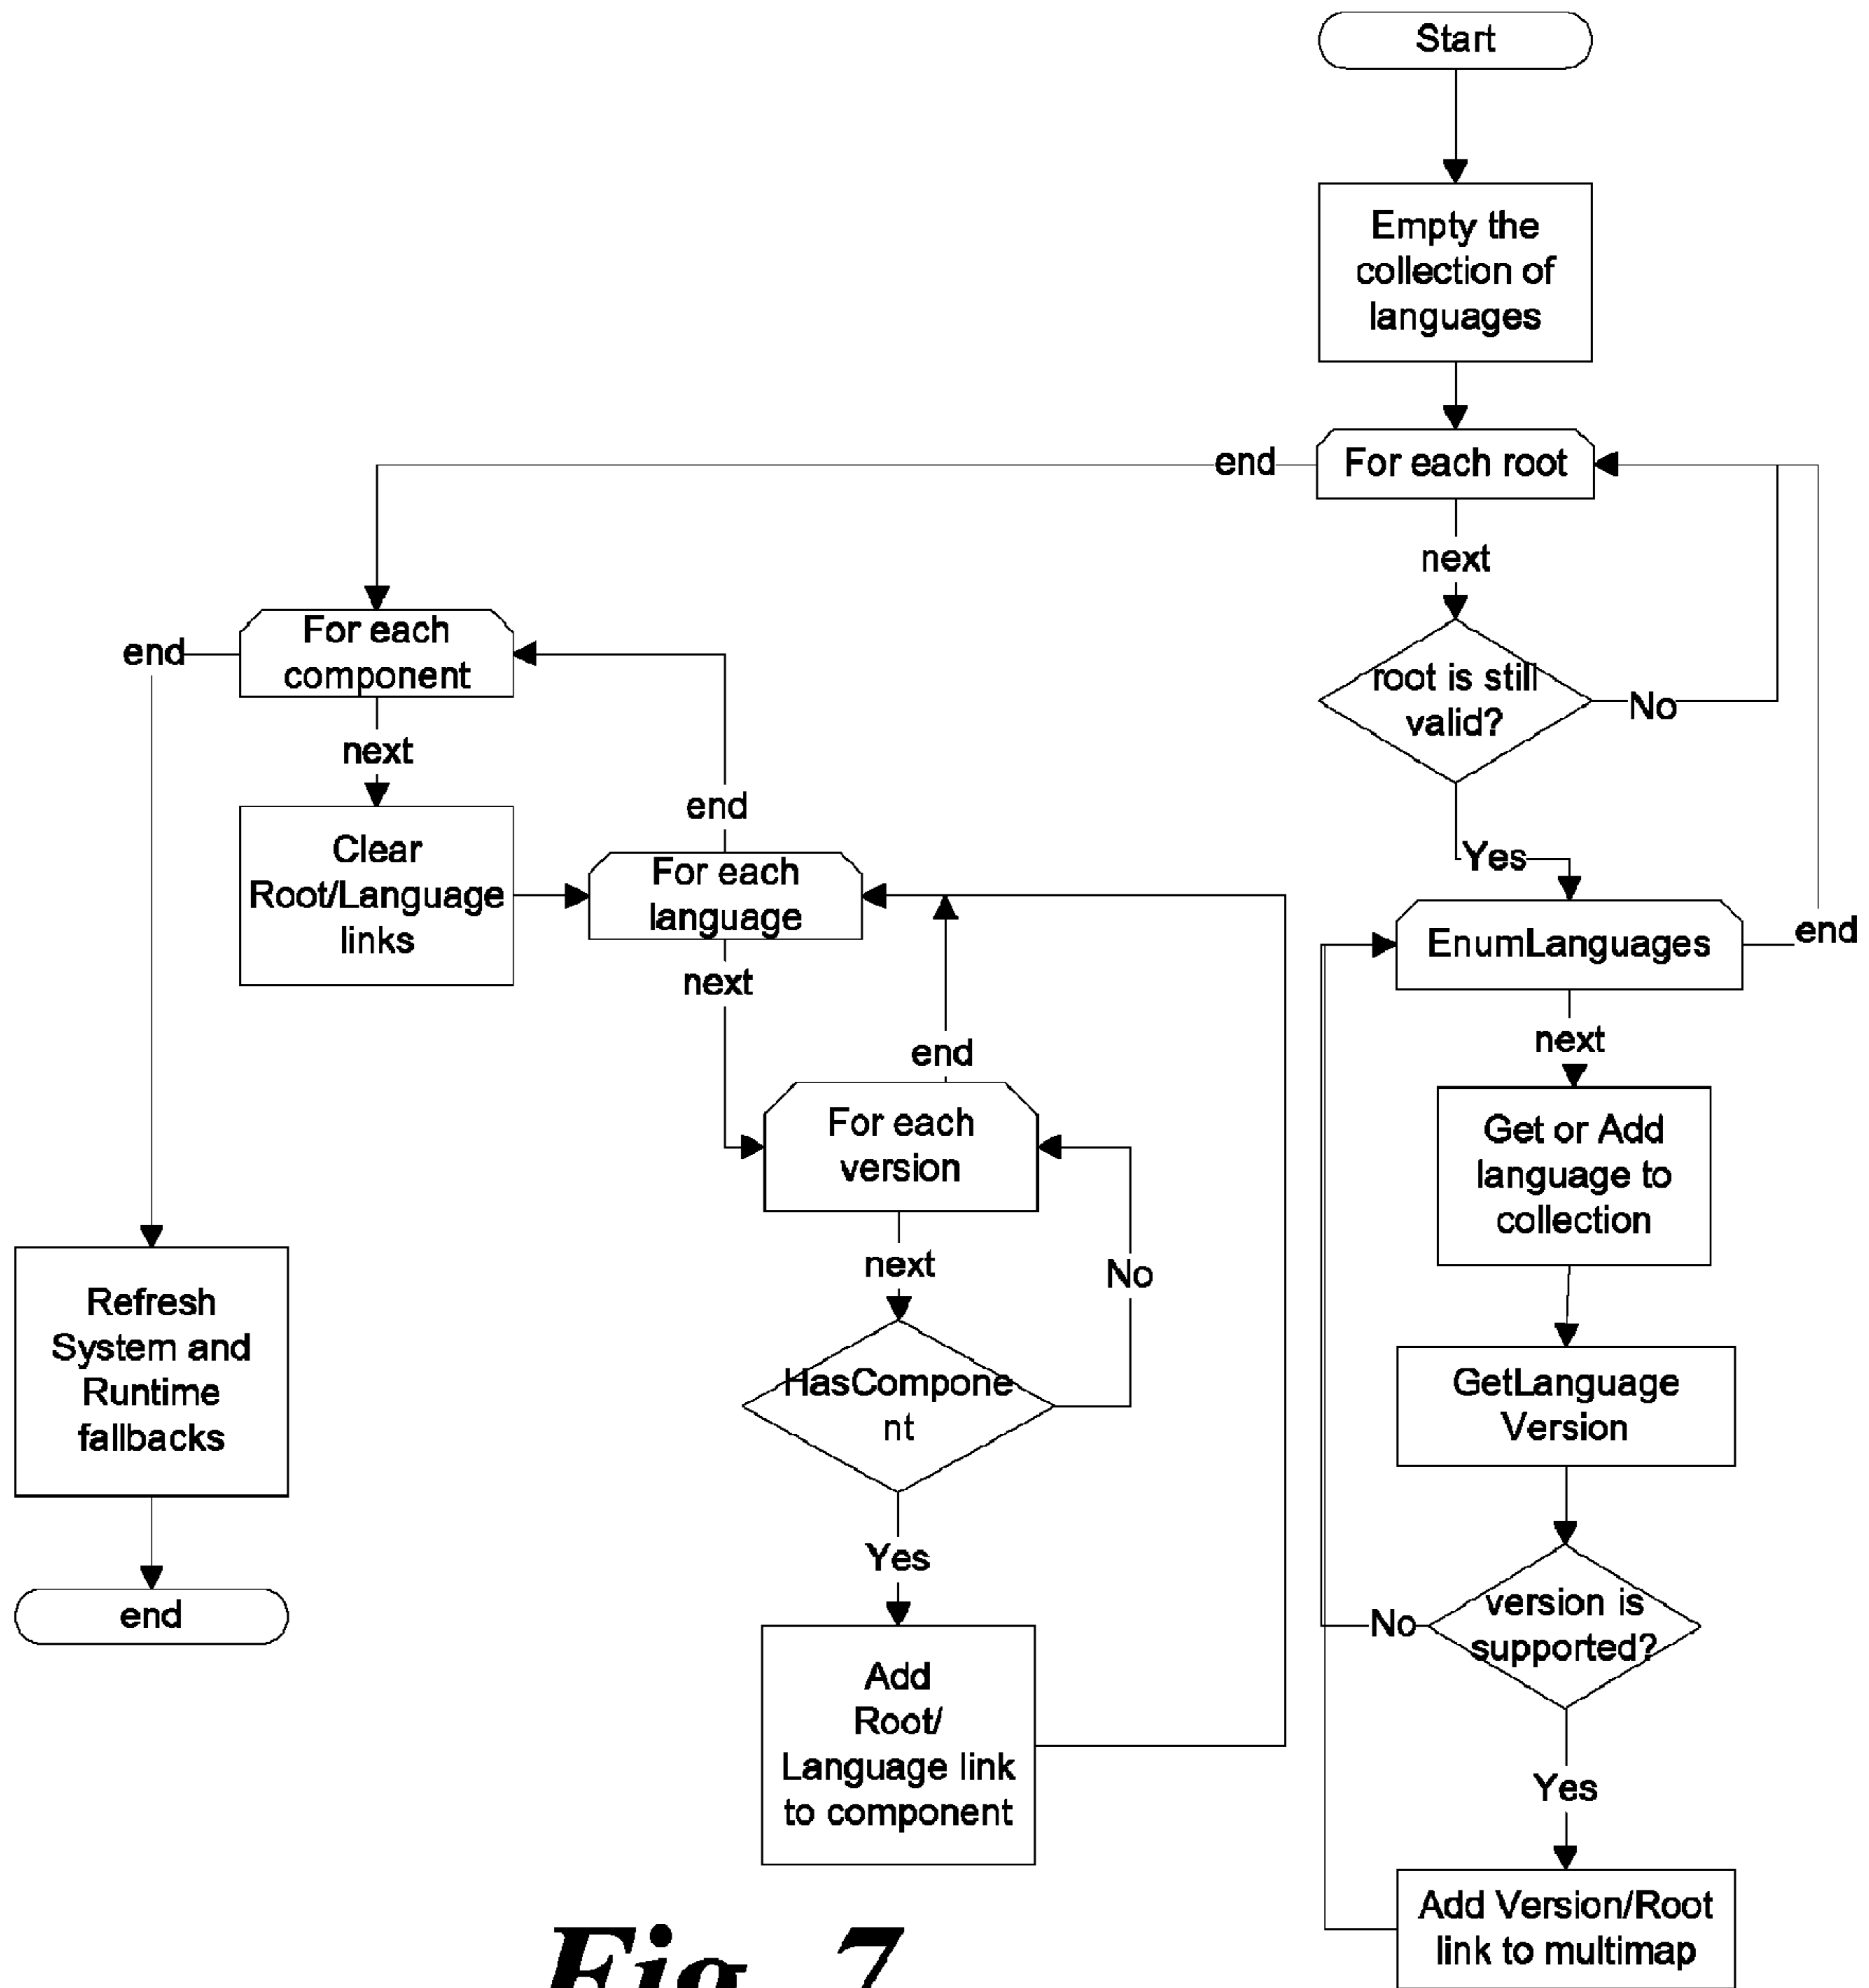 Start
Empty the
collection of
languages
end
For each root
next
root is still
valid?
No
Yes
EnumLanguages
end
next
Get or Add
language to
collection
GetLanguage
Version
version is
supported?
No
Yes
Add Version/Root
link to multimap
For each
component
end
next
Clear
Root/Language
links
end
For each
language
next
end
For each
version
next
No
HasCompone
nt
Yes
Add
Root/
Language link
to component
Refresh
System and
Runtime
fallbacks
end
Fig. 7